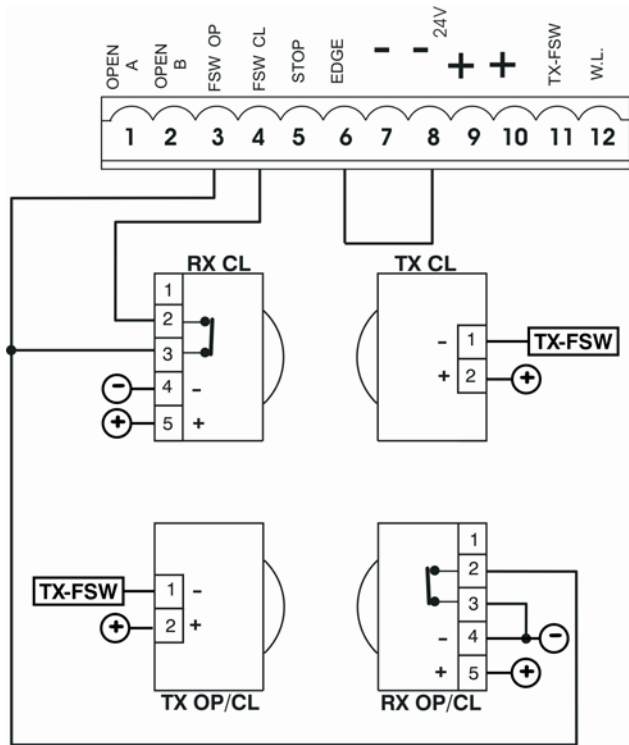 OPEN A
OPEN B
FSW OP
FSW CL
STOP
EDGE
- - 24V
+ +
TX-FSW
W.L.
1 2 3 4 5 6 7 8 9 10 11 12
RX CL
1
2
3
- 4 -
+ 5 +
TX CL
- 1 TX-FSW
+ 2 +
TX-FSW 1 -
+ 2 +
TX OP/CL
1
2
3
- 4 -
+ 5 +
RX OP/CL